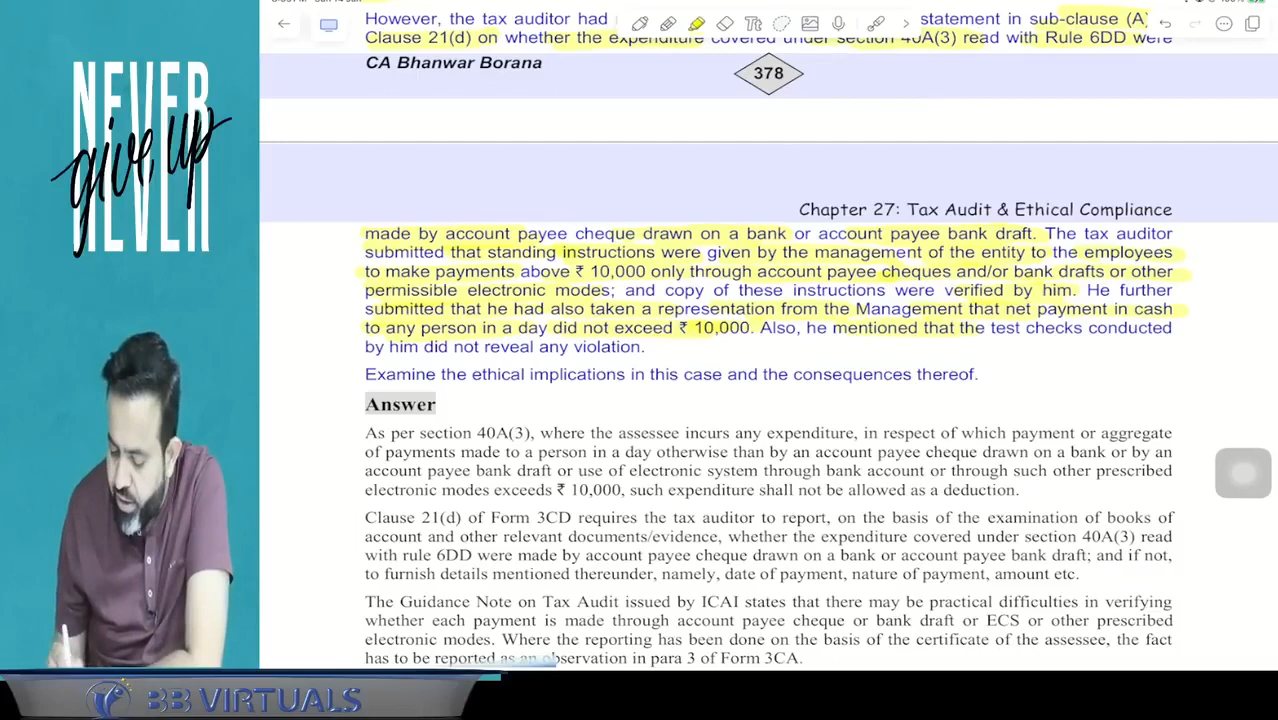 However, the tax auditor had statement in sub-clause (A)
Clause 21(d) on whether the expenditure covered under section 40A(3) read with Rule 6DD were
CA Bhanwar Borana
378
NEVER
give up
NEVER
Chapter 27: Tax Audit & Ethical Compliance
made by account payee cheque drawn on a bank or account payee bank draft. The tax auditor
submitted that standing instructions were given by the management of the entity to the employees
to make payments above ₹ 10,000 only through account payee cheques and/or bank drafts or other
permissible electronic modes; and copy of these instructions were verified by him. He further
submitted that he had also taken a representation from the Management that net payment in cash
to any person in a day did not exceed ₹ 10,000. Also, he mentioned that the test checks conducted
by him did not reveal any violation.
Examine the ethical implications in this case and the consequences thereof.
Answer
As per section 40A(3), where the assessee incurs any expenditure, in respect of which payment or aggregate
of payments made to a person in a day otherwise than by an account payee cheque drawn on a bank or by an
account payee bank draft or use of electronic system through bank account or through such other prescribed
electronic modes exceeds ₹ 10,000, such expenditure shall not be allowed as a deduction.
Clause 21(d) of Form 3CD requires the tax auditor to report, on the basis of the examination of books of
account and other relevant documents/evidence, whether the expenditure covered under section 40A(3) read
with rule 6DD were made by account payee cheque drawn on a bank or account payee bank draft; and if not,
to furnish details mentioned thereunder, namely, date of payment, nature of payment, amount etc.
The Guidance Note on Tax Audit issued by ICAI states that there may be practical difficulties in verifying
whether each payment is made through account payee cheque or bank draft or ECS or other prescribed
electronic modes. Where the reporting has been done on the basis of the certificate of the assessee, the fact
has to be reported as an observation in para 3 of Form 3CA.
BB VIRTUALS